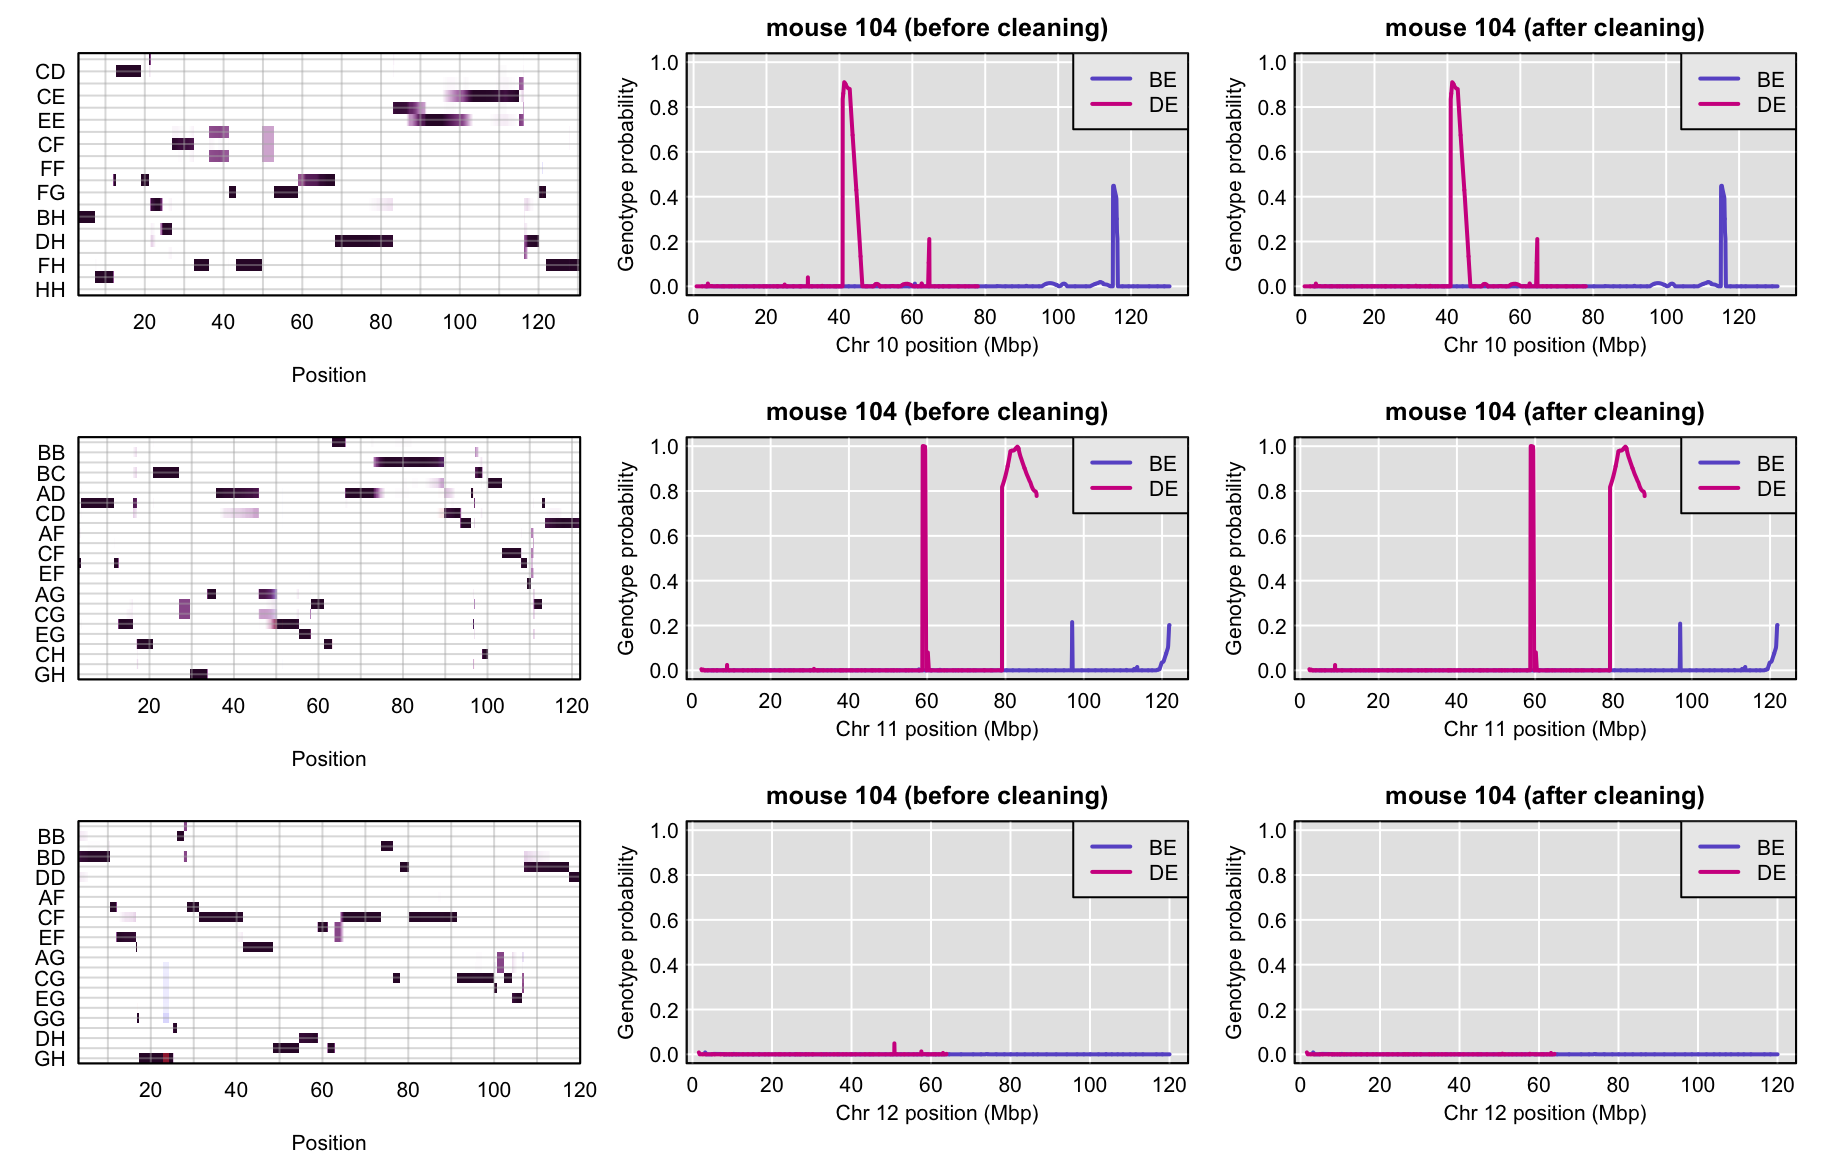 mouse 104 (before cleaning)
mouse 104 (after cleaning)
CD
CE
EE
CF
FF
FG
BH
DH
FH
HH
20 40 60 80 100 120
Position
Genotype probability
1.0
0.8
0.6
0.4
0.2
0.0
BE
DE
0 20 40 60 80 100 120
Chr 10 position (Mbp)
Genotype probability
1.0
0.8
0.6
0.4
0.2
0.0
BE
DE
0 20 40 60 80 100 120
Chr 10 position (Mbp)
mouse 104 (before cleaning)
mouse 104 (after cleaning)
BB
BC
AD
CD
AF
CF
EF
AG
CG
EG
CH
GH
20 40 60 80 100 120
Position
Genotype probability
1.0
0.8
0.6
0.4
0.2
0.0
BE
DE
0 20 40 60 80 100 120
Chr 11 position (Mbp)
Genotype probability
1.0
0.8
0.6
0.4
0.2
0.0
BE
DE
0 20 40 60 80 100 120
Chr 11 position (Mbp)
mouse 104 (before cleaning)
mouse 104 (after cleaning)
BB
BD
DD
AF
CF
EF
AG
CG
EG
GG
DH
GH
20 40 60 80 100 120
Position
Genotype probability
1.0
0.8
0.6
0.4
0.2
0.0
BE
DE
0 20 40 60 80 100 120
Chr 12 position (Mbp)
Genotype probability
1.0
0.8
0.6
0.4
0.2
0.0
BE
DE
0 20 40 60 80 100 120
Chr 12 position (Mbp)